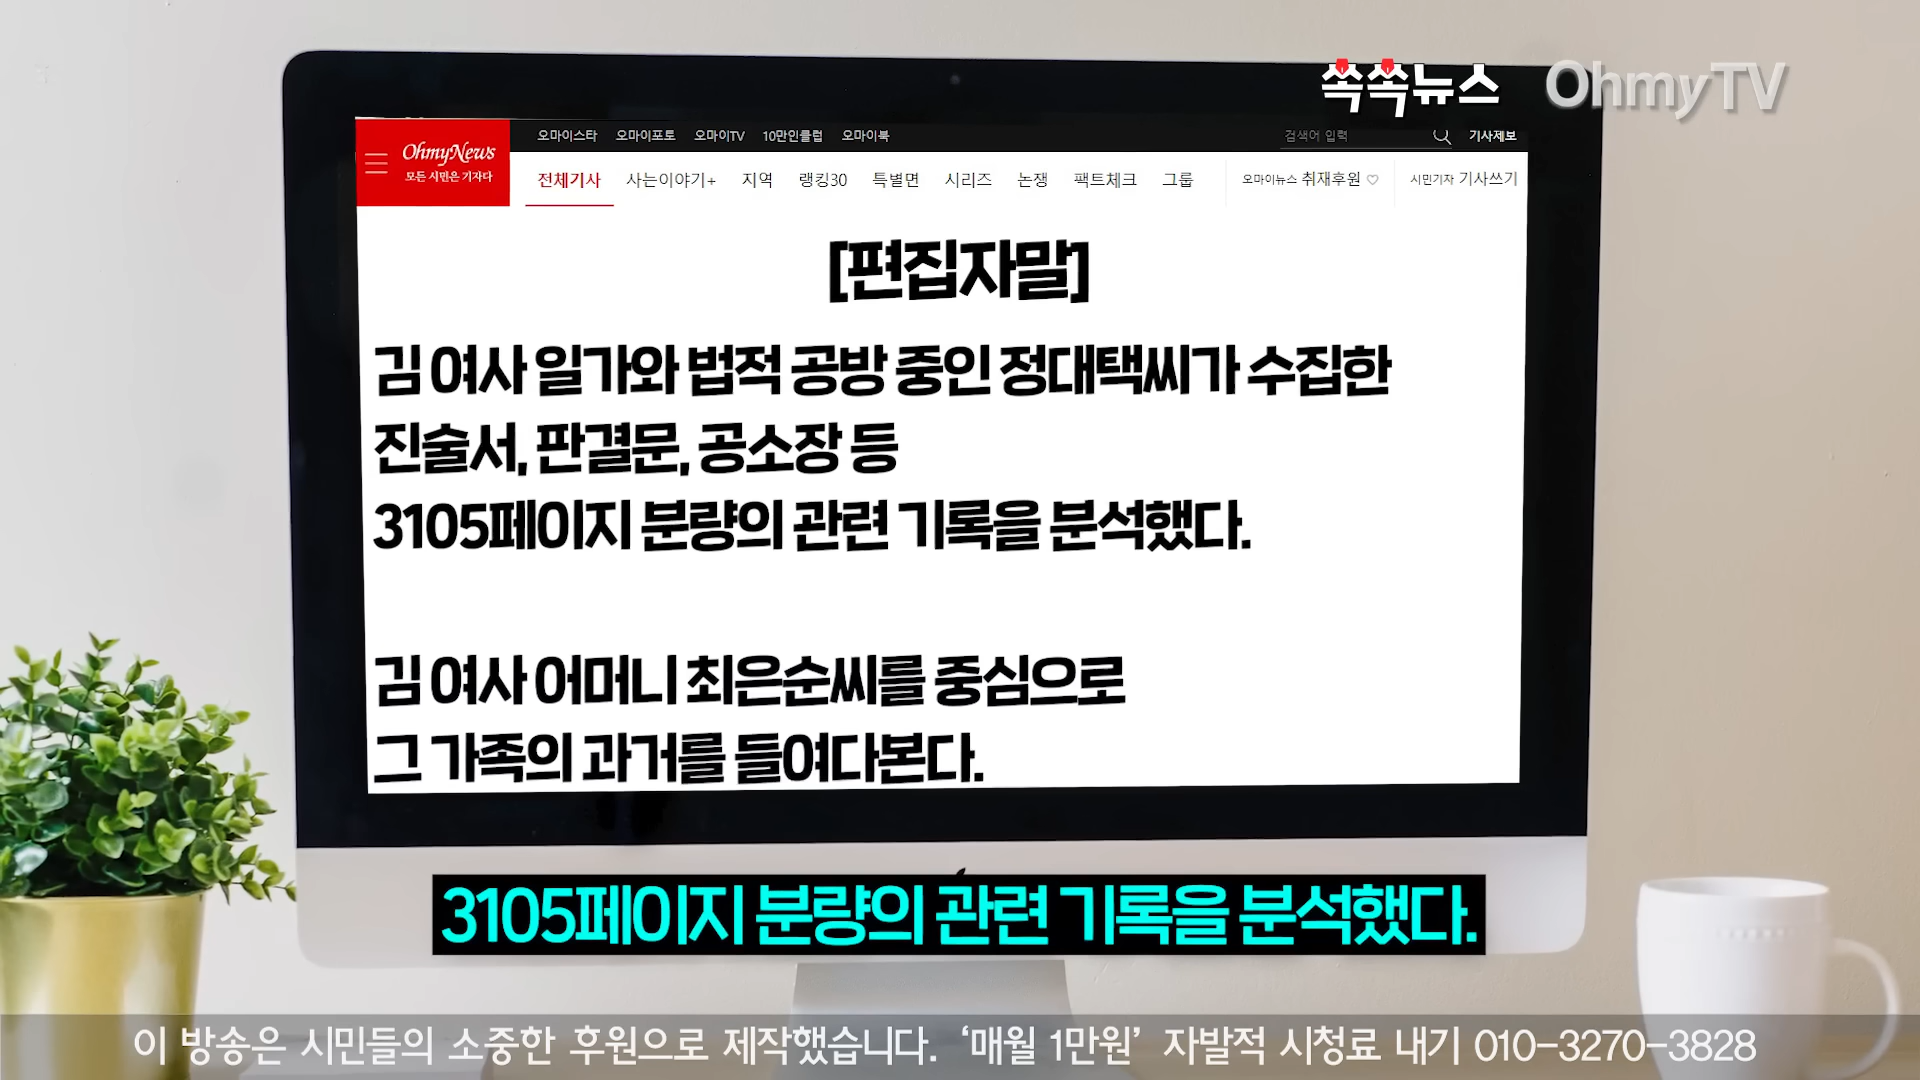 쏙쏙뉴스 OhmyTV
오마이스타 오마이포토 오마이TV 10만인클럽 오마이북 검색어 입력 기사제보
OhmyNews
모든 시민은 기자다
전체기사 사는이야기+ 지역 랭킹30 특별면 시리즈 논쟁 팩트체크 그룹 오마이뉴스 취재후원 시민기자 기사쓰기
[편집자말]
김 여사 일가와 법적 공방 중인 정대택씨가 수집한
진술서, 판결문, 공소장 등
3105페이지 분량의 관련 기록을 분석했다.
김 여사 어머니 최은순씨를 중심으로
그 가족의 과거를 들여다본다.
3105페이지 분량의 관련 기록을 분석했다.
이 방송은 시민들의 소중한 후원으로 제작했습니다. ‘매월 1만원’ 자발적 시청료 내기 010-3270-3828